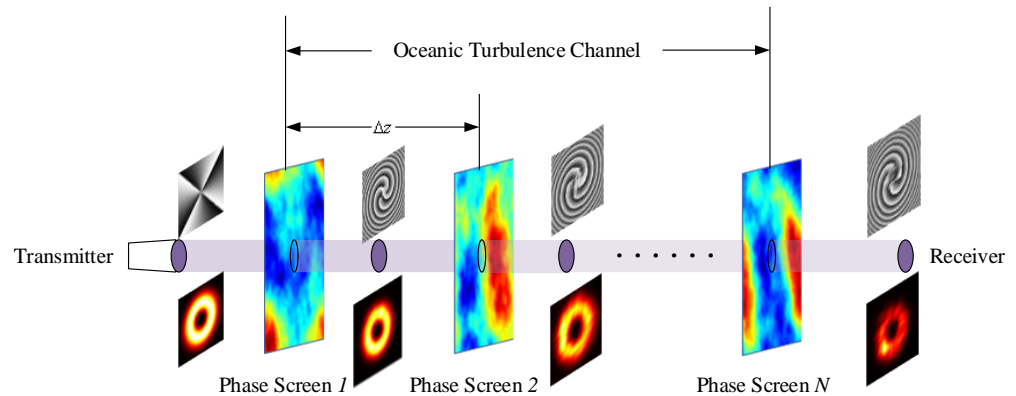 Oceanic Turbulence Channel
Δz
Transmitter
Receiver
Phase Screen 1
Phase Screen 2
Phase Screen N